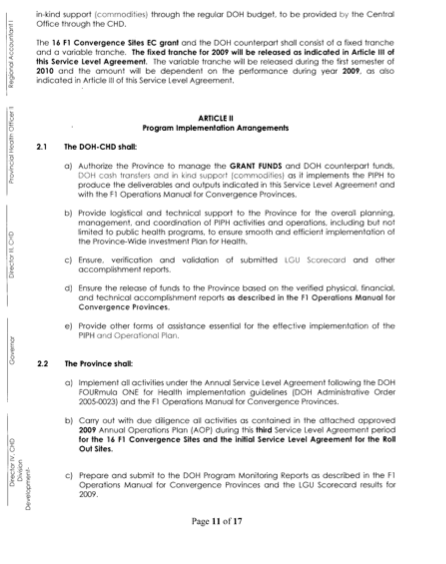 in-kind support (commodities) through the regular DOH budget, to be provided by the Central
Office through the CHD.
The 16 F1 Convergence Sites EC grant and the DOH counterpart shall consist of a fixed tranche
and a variable tranche. The fixed tranche for 2009 will be released as indicated in Article III of
this Service Level Agreement. The variable tranche will be released during the first semester of
2010 and the amount will be dependent on the performance during year 2009, as also
indicated in Article III of this Service Level Agreement.
ARTICLE II
Program Implementation Arrangements
2.1 The DOH-CHD shall:
a) Authorize the Province to manage the GRANT FUNDS and DOH counterpart funds,
DOH cash transfers and in kind support (commodities) as it implements the PIPH to
produce the deliverables and outputs indicated in this Service Level Agreement and
with the F1 Operations Manual for Convergence Provinces.
b) Provide logistical and technical support to the Province for the overall planning,
management, and coordination of PIPH activities and operations, including but not
limited to public health programs, to ensure smooth and efficient implementation of
the Province-Wide Investment Plan for Health.
c) Ensure, verification and validation of submitted LGU Scorecard and other
accomplishment reports.
d) Ensure the release of funds to the Province based on the verified physical, financial,
and technical accomplishment reports as described in the F1 Operations Manual for
Convergence Provinces.
e) Provide other forms of assistance essential for the effective implementation of the
PIPH and Operational Plan.
2.2 The Province shall:
a) Implement all activities under the Annual Service Level Agreement following the DOH
FOURmula ONE for Health implementation guidelines (DOH Administrative Order
2005-0023) and the F1 Operations Manual for Convergence Provinces.
b) Carry out with due diligence all activities as contained in the attached approved
2009 Annual Operations Plan (AOP) during this third Service Level Agreement period
for the 16 F1 Convergence Sites and the initial Service Level Agreement for the Roll
Out Sites.
c) Prepare and submit to the DOH Program Monitoring Reports as described in the F1
Operations Manual for Convergence Provinces and the LGU Scorecard results for
2009.
Page 11 of 17
Regional Accountant I
Provincial Health Officer II
Director III, CHD
Governor
Director IV, CHD
Division
Development-